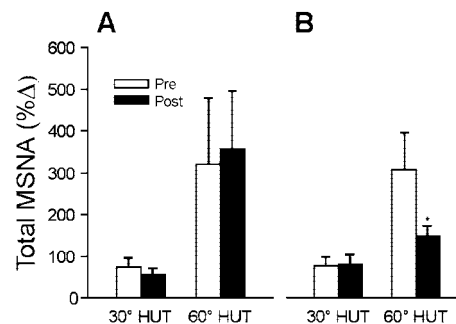 A
B
Total MSNA (%Δ)
600
500
400
300
200
100
0
Pre
Post
*
30° HUT
60° HUT
30° HUT
60° HUT